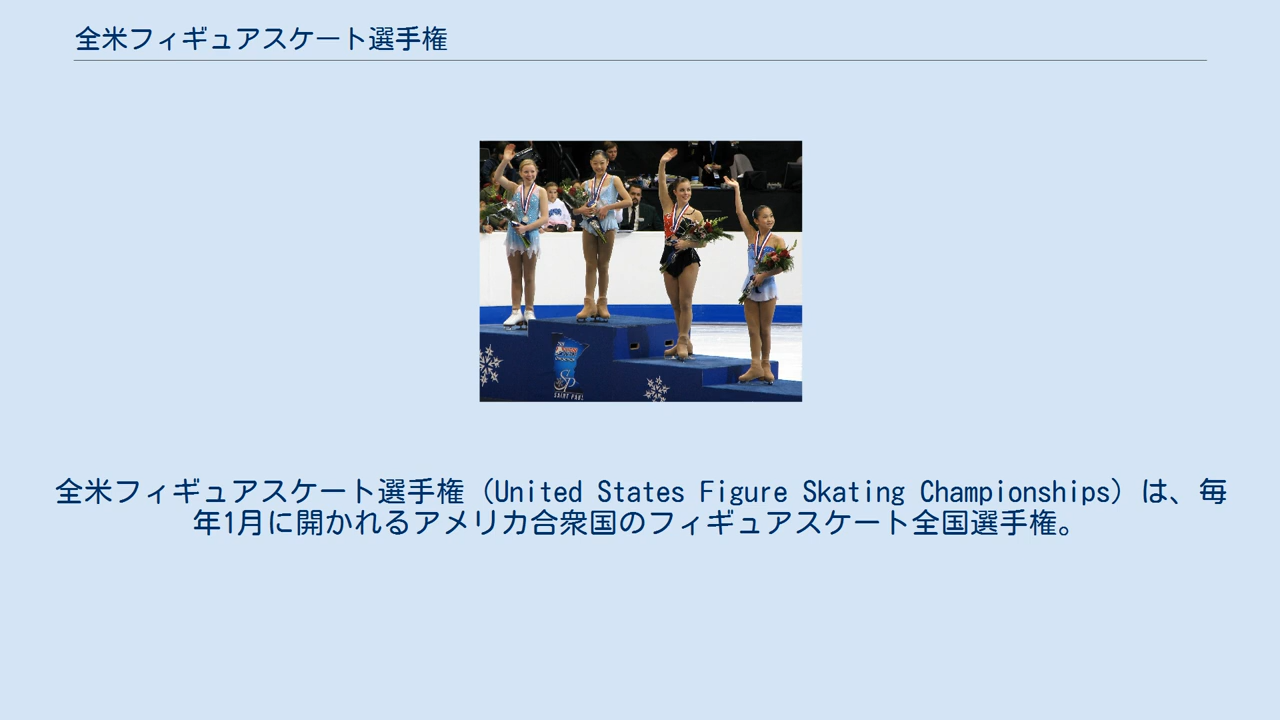 全米フィギュアスケート選手権
SAINT PAUL
全米フィギュアスケート選手権（United States Figure Skating Championships）は、毎
年1月に開かれるアメリカ合衆国のフィギュアスケート全国選手権。